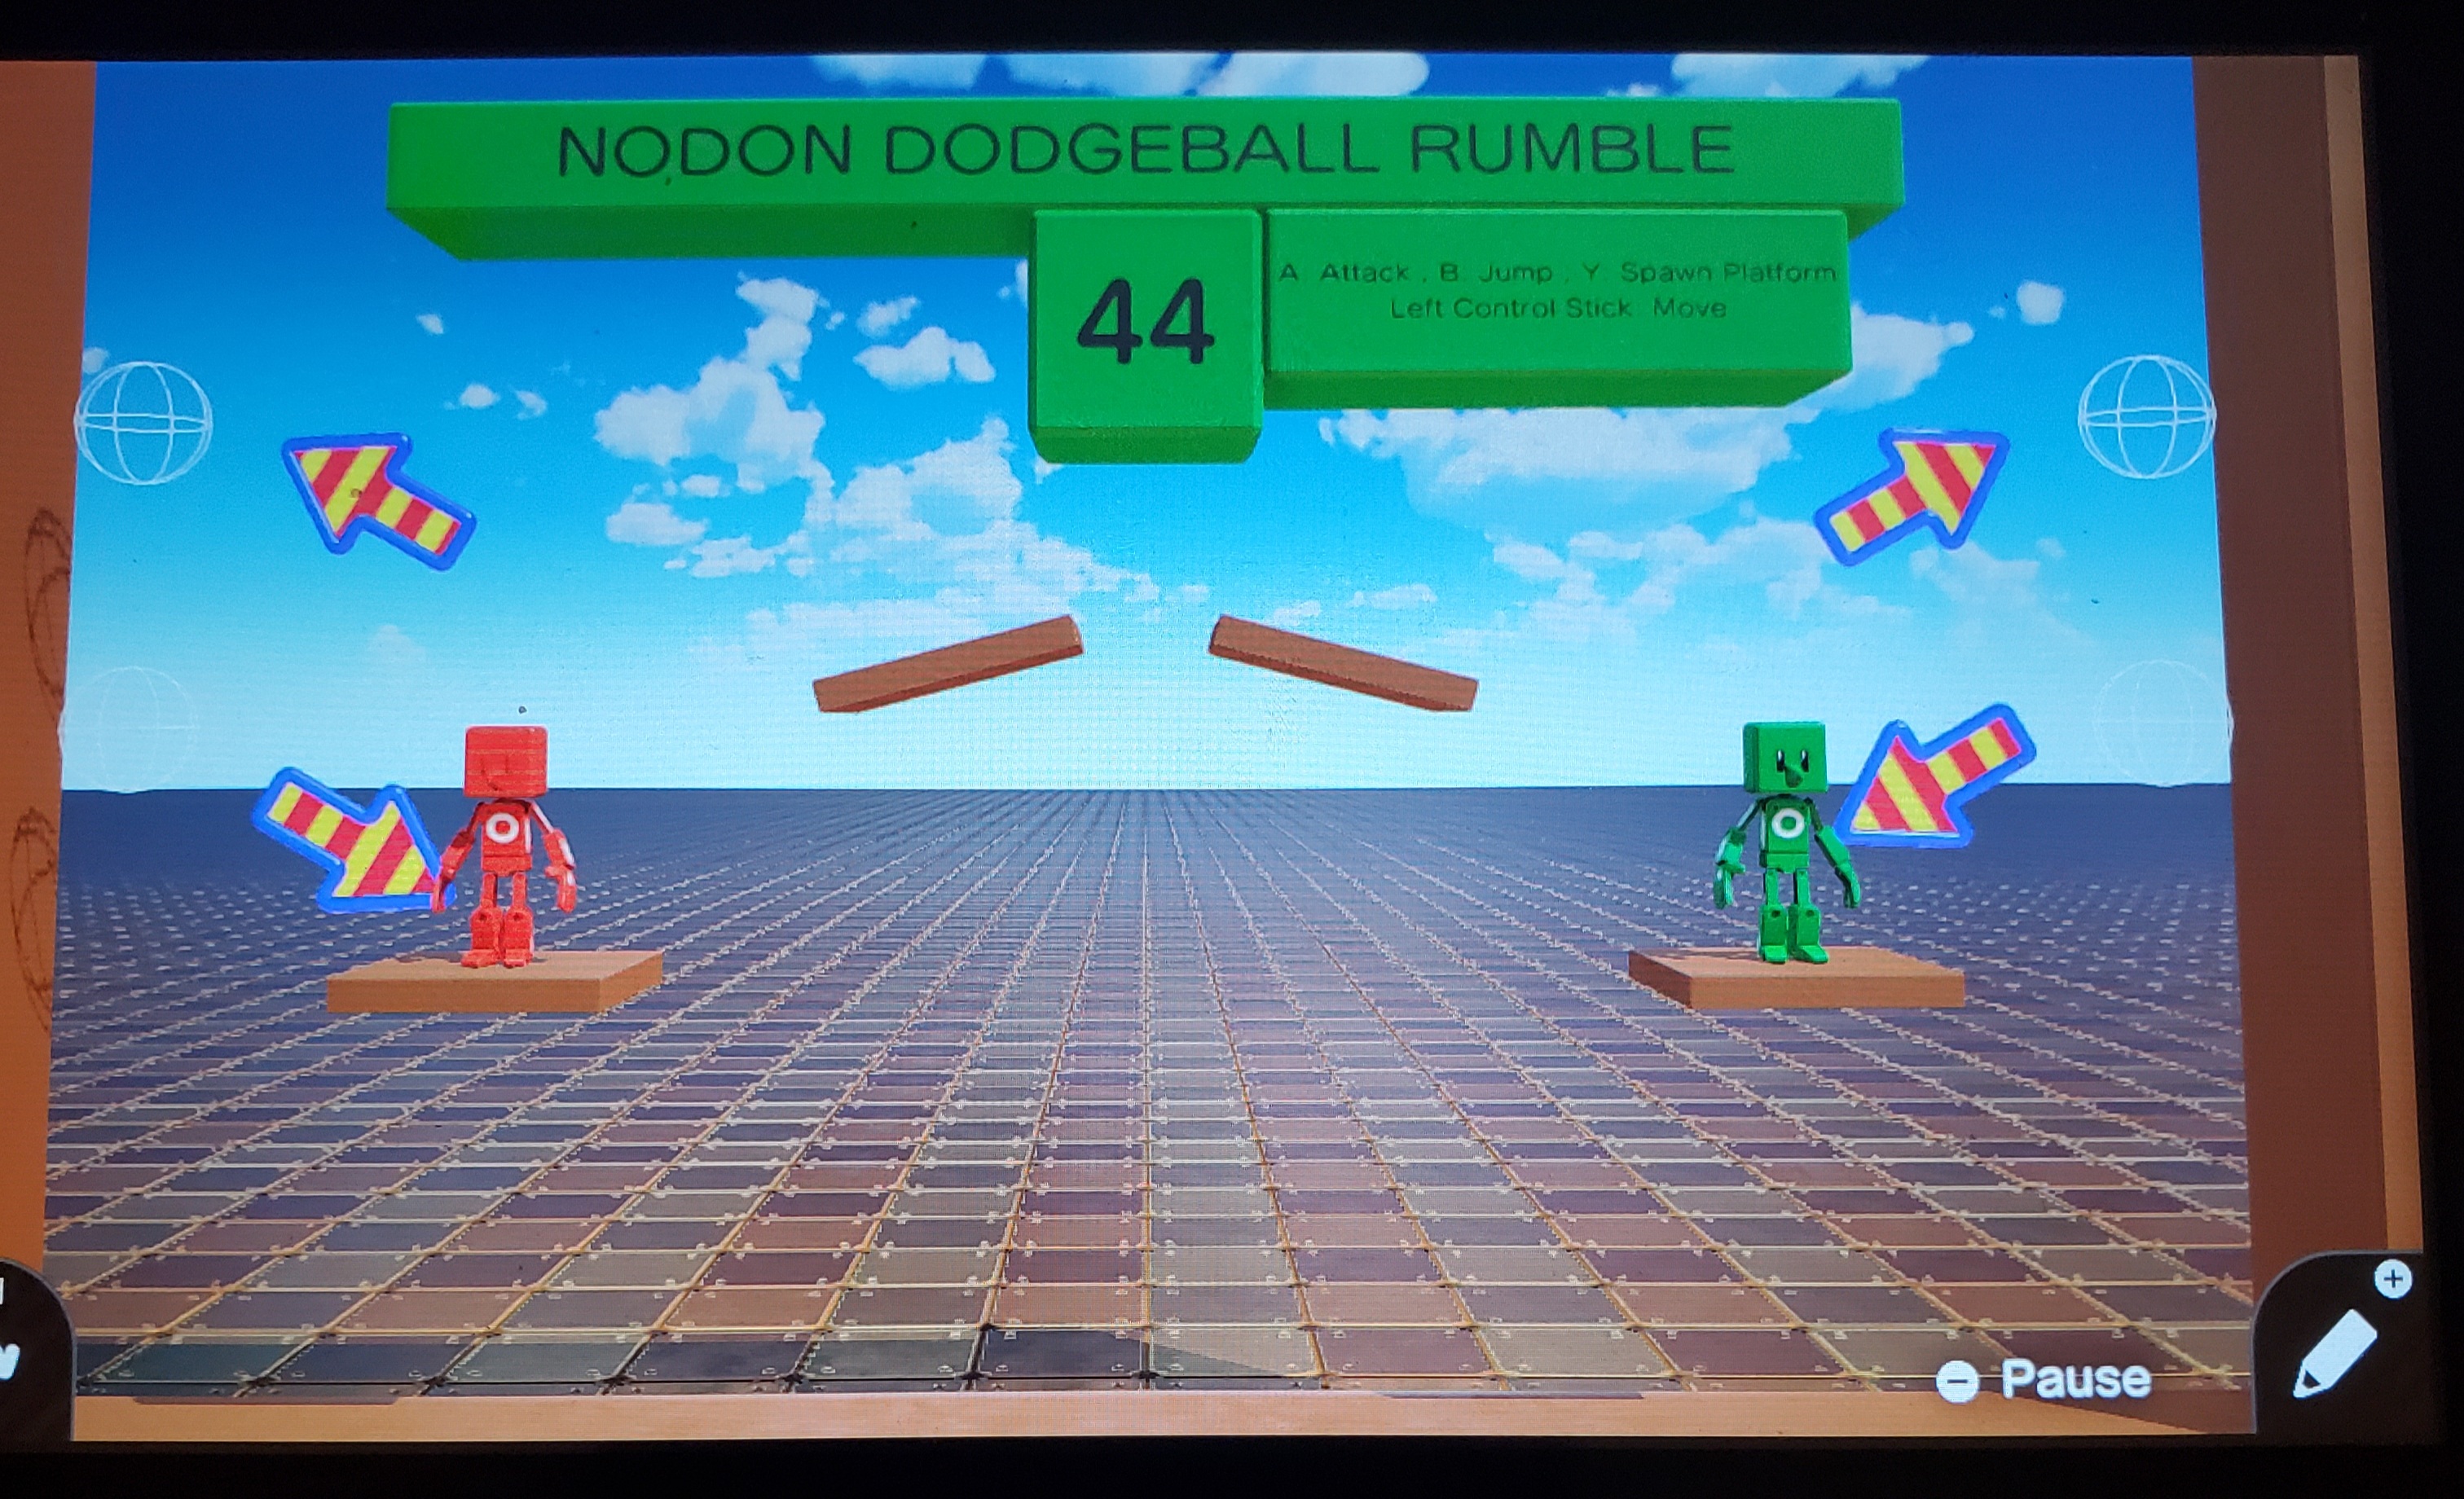 NODON DODGEBALL RUMBLE
44
A Attack , B Jump , Y Spawn Platform
Left Control Stick Move
Pause